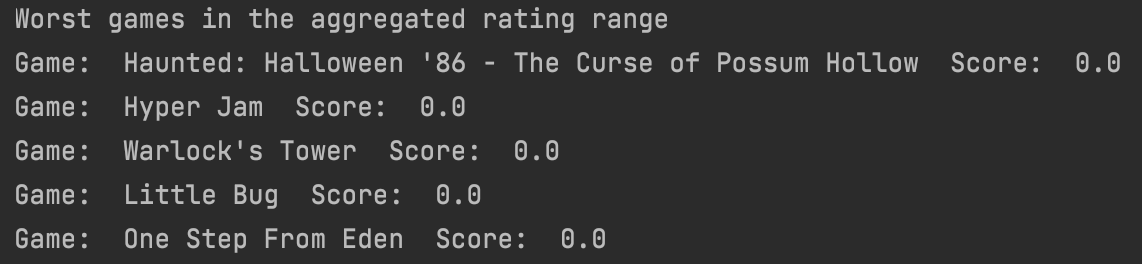 Worst games in the aggregated rating range
Game:  Haunted: Halloween '86 - The Curse of Possum Hollow  Score:  0.0
Game:  Hyper Jam  Score:  0.0
Game:  Warlock's Tower  Score:  0.0
Game:  Little Bug  Score:  0.0
Game:  One Step From Eden  Score:  0.0